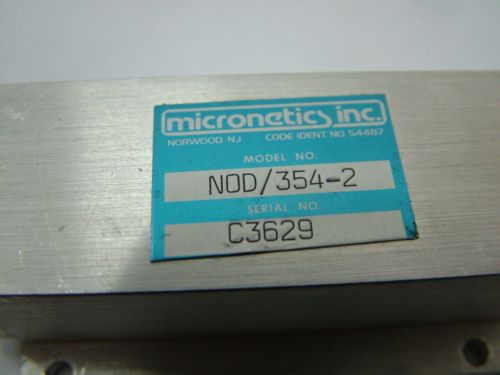 micronetics inc.
NORWOOD NJ CODE IDENT NO 54487
MODEL NO.
NOD/354-2
SERIAL NO.
C3629